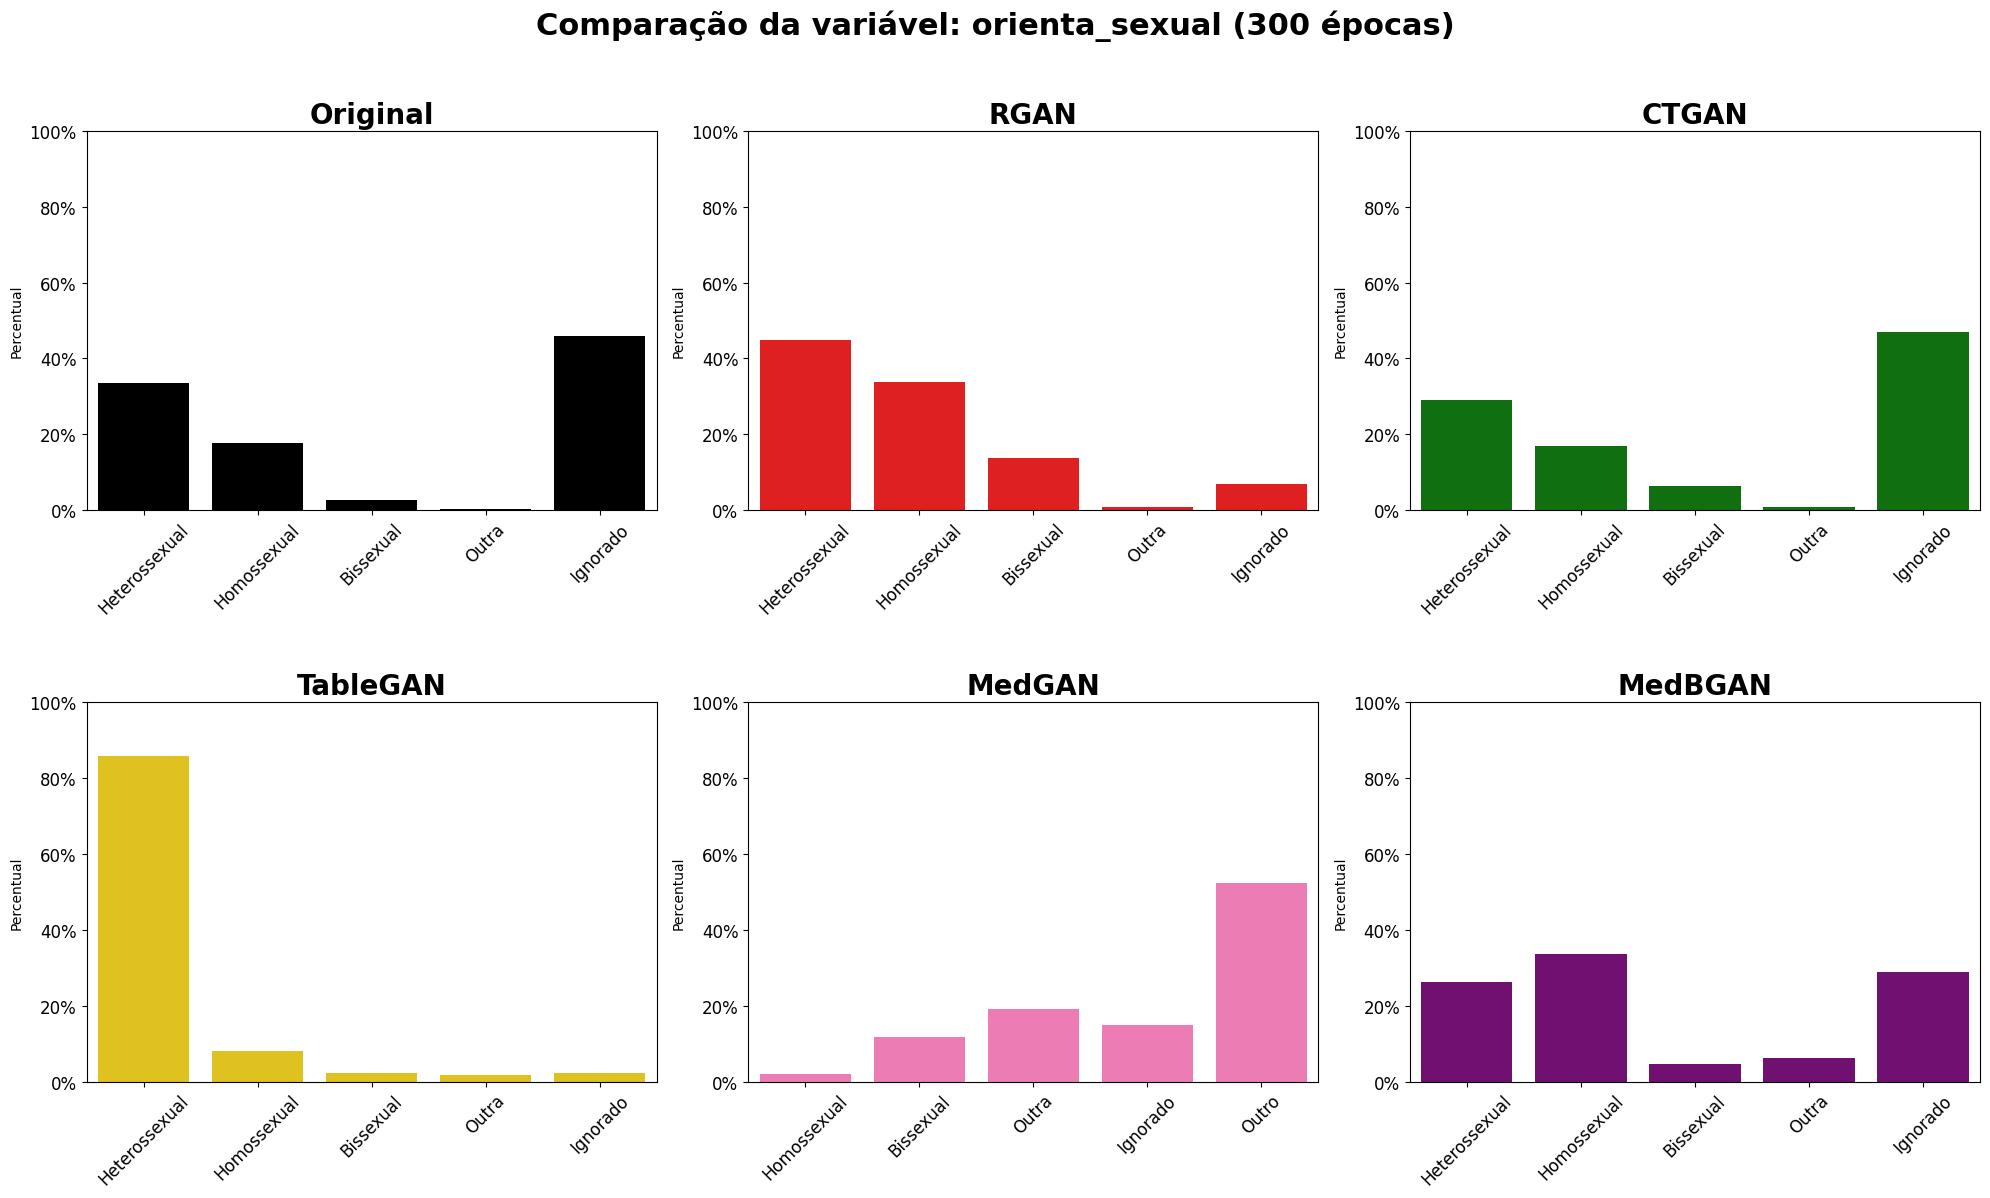 Comparação da variável: orienta_sexual (300 épocas)
Original
100%
80%
60%
40%
20%
0%
Percentual
Heterossexual
Homossexual
Bissexual
Outra
Ignorado
RGAN
100%
80%
60%
40%
20%
0%
Percentual
Heterossexual
Homossexual
Bissexual
Outra
Ignorado
CTGAN
100%
80%
60%
40%
20%
0%
Percentual
Heterossexual
Homossexual
Bissexual
Outra
Ignorado
TableGAN
100%
80%
60%
40%
20%
0%
Percentual
Heterossexual
Homossexual
Bissexual
Outra
Ignorado
MedGAN
100%
80%
60%
40%
20%
0%
Percentual
Homossexual
Bissexual
Outra
Ignorado
Outro
MedBGAN
100%
80%
60%
40%
20%
0%
Percentual
Heterossexual
Homossexual
Bissexual
Outra
Ignorado